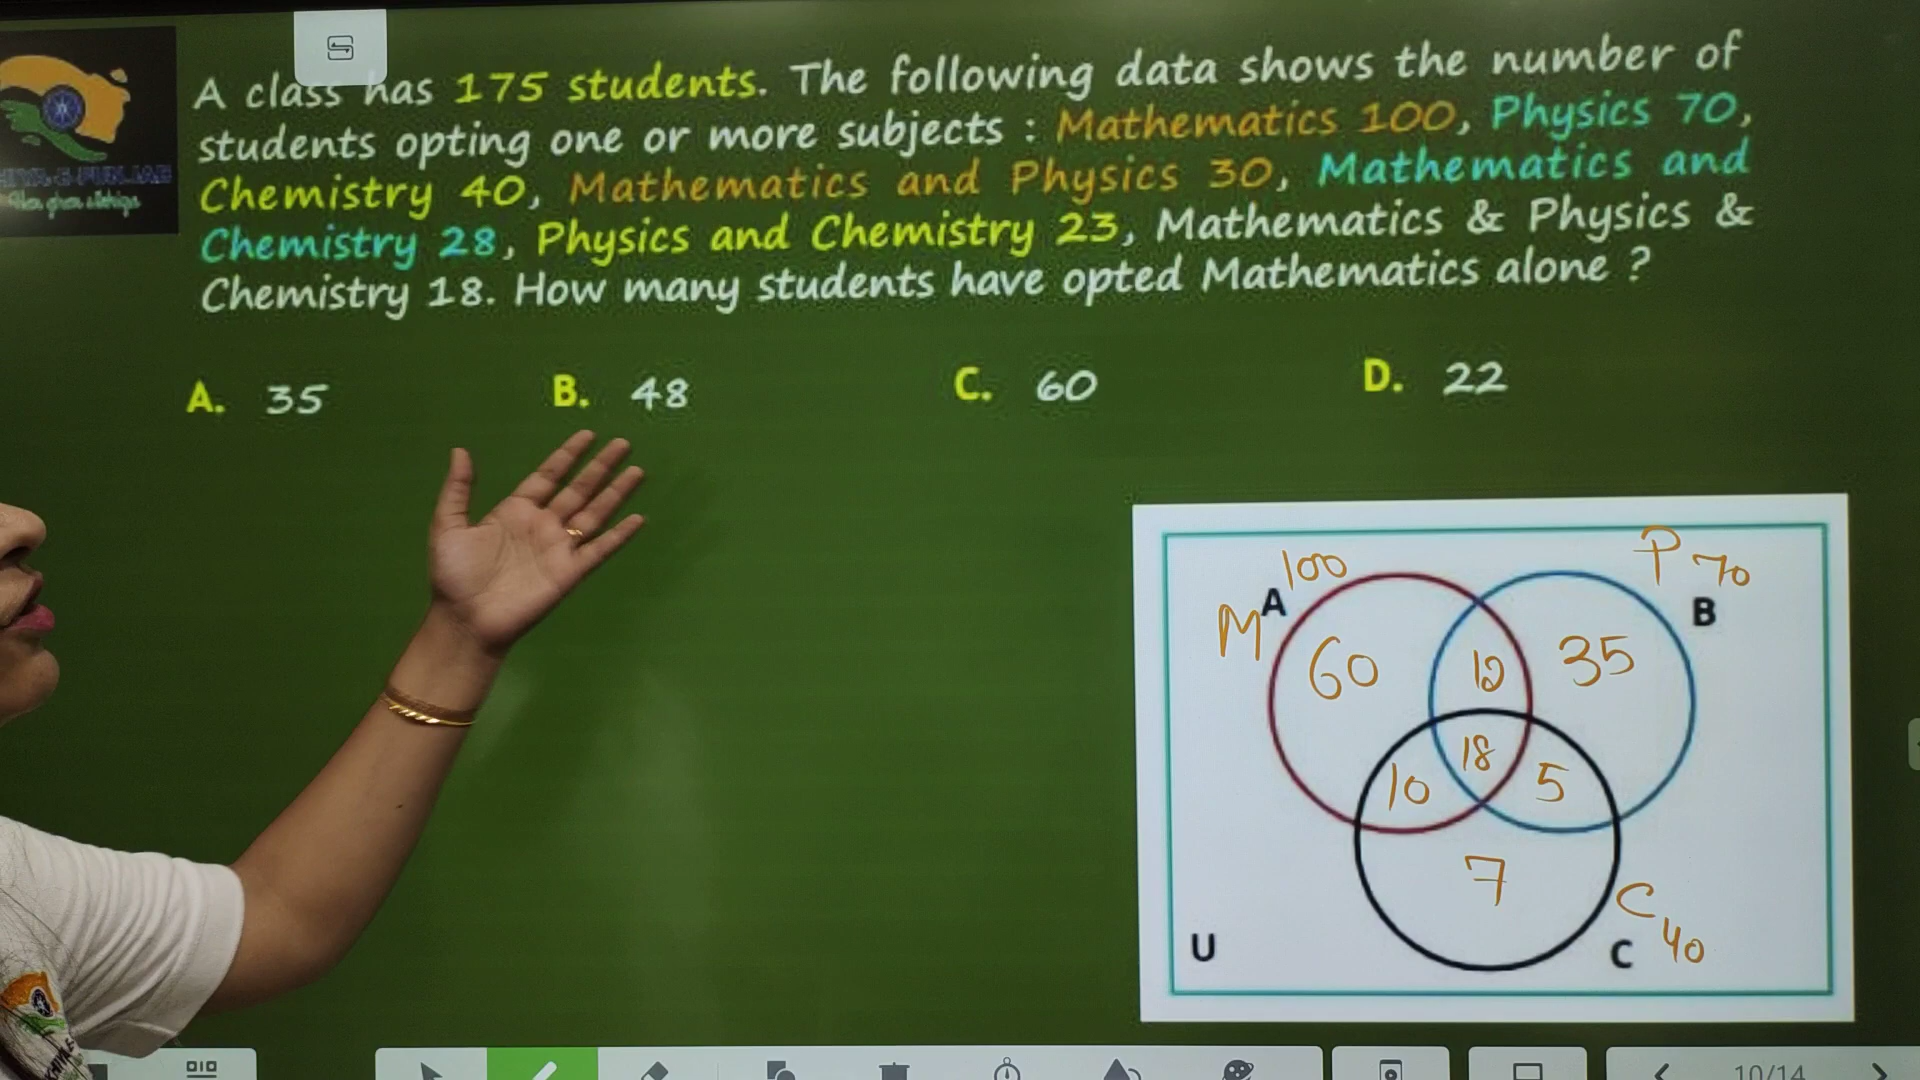 A class has 175 students. The following data shows the number of
students opting one or more subjects : Mathematics 100, Physics 70,
Chemistry 40, Mathematics and Physics 30, Mathematics and
Chemistry 28, Physics and Chemistry 23, Mathematics & Physics &
Chemistry 18. How many students have opted Mathematics alone ?
A. 35 B. 48 C. 60 D. 22
100 P 70
M A B
60 12 35
18
10 5
7
C
U C 40
10/14